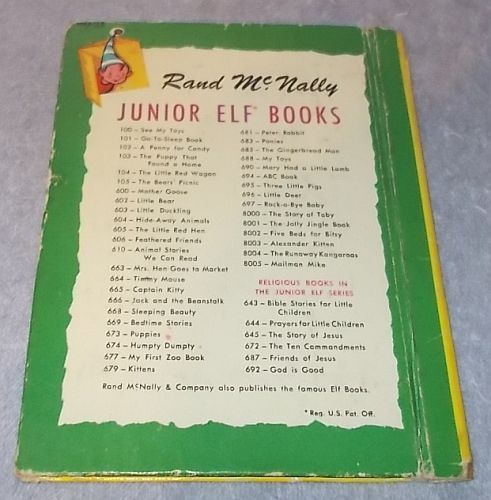 Rand McNally
JUNIOR ELF® BOOKS
100 – See My Toys
101 – Go-To-Sleep Book
102 – A Penny for Candy
103 – The Puppy That
Found a Home
104 – The Little Red Wagon
105 – The Bears' Picnic
600 – Mother Goose
602 – Little Bear
603 – Little Duckling
604 – Hide-Away Animals
605 – The Little Red Hen
606 – Feathered Friends
610 – Animal Stories
We Can Read
663 – Mrs. Hen Goes to Market
664 – Timmy Mouse
665 – Captain Kitty
666 – Jack and the Beanstalk
668 – Sleeping Beauty
669 – Bedtime Stories
673 – Puppies
674 – Humpty Dumpty
677 – My First Zoo Book
679 – Kittens
681 – Peter Rabbit
683 – Ponies
685 – The Gingerbread Man
688 – My Toys
690 – Mary Had a Little Lamb
694 – ABC Book
695 – Three Little Pigs
696 – Little Deer
697 – Rock-a-Bye Baby
8000 – The Story of Toby
8001 – The Jolly Jingle Book
8002 – Five Beds for Bitsy
8003 – Alexander Kitten
8004 – The Runaway Kangaroos
8005 – Mailman Mike
RELIGIOUS BOOKS IN
THE JUNIOR ELF SERIES
643 – Bible Stories for Little
Children
644 – Prayers for Little Children
645 – The Story of Jesus
672 – The Ten Commandments
687 – Friends of Jesus
692 – God is Good
Rand McNally & Company also publishes the famous Elf Books.
*Reg. U.S. Pat. Off.